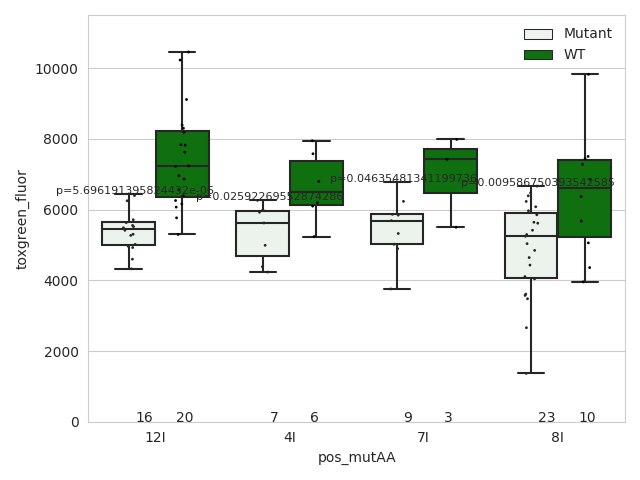 Mutant
WT
10000
8000
6000
4000
2000
0
toxgreen_fluor
p=5.696191395824432e-05
p=0.02592269552874286
p=0.04635481341199736
p=0.009586750393542565
16 20 7 6 9 3 23 10
12I 4I 7I 8I
pos_mutAA